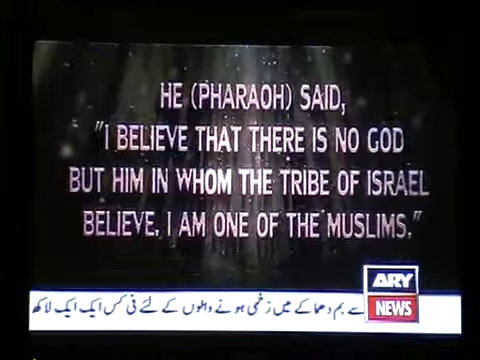 HE (PHARAOH) SAID,
"I BELIEVE THAT THERE IS NO GOD
BUT HIM IN WHOM THE TRIBE OF ISRAEL
BELIEVE, I AM ONE OF THE MUSLIMS."
ARY
NEWS
سے بم دھماکے میں زخمی ہونے والوں کے لئے فی کس ایک ایک لاکھ